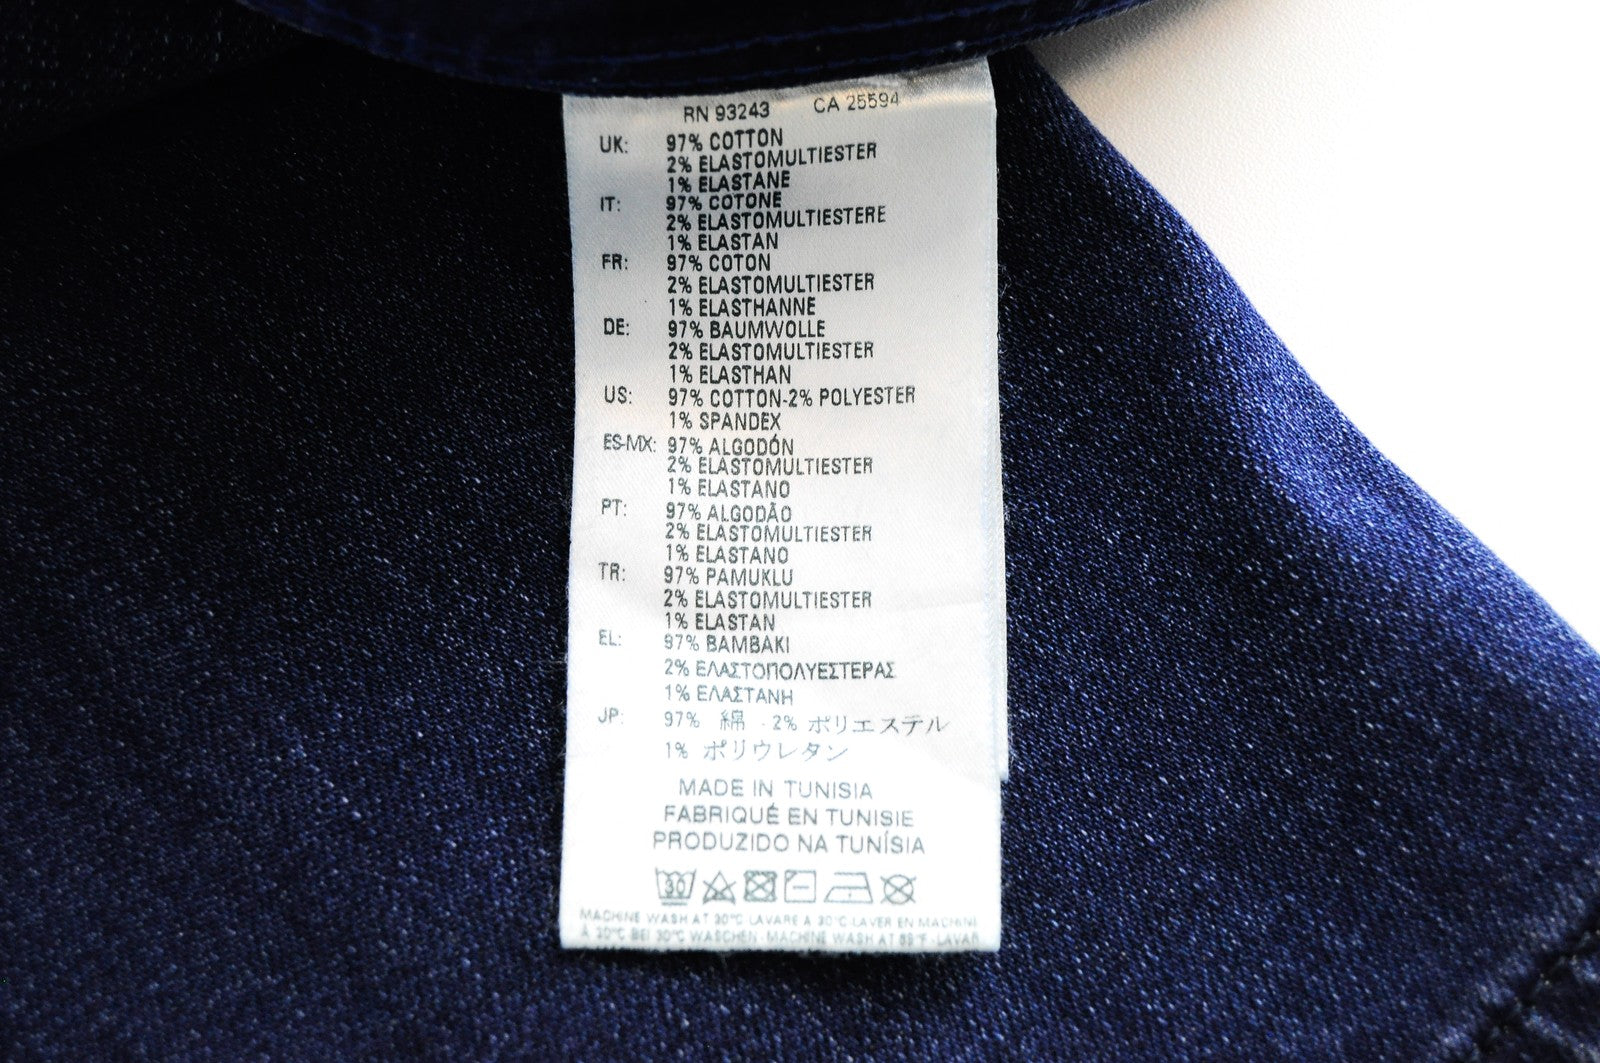 RN 93243 CA 25594
UK: 97% COTTON
2% ELASTOMULTIESTER
1% ELASTANE
IT: 97% COTONE
2% ELASTOMULTIESTERE
1% ELASTAN
FR: 97% COTON
2% ELASTOMULTIESTER
1% ELASTHANNE
DE: 97% BAUMWOLLE
2% ELASTOMULTIESTER
1% ELASTHAN
US: 97% COTTON-2% POLYESTER
1% SPANDEX
ES-MX: 97% ALGODÓN
2% ELASTOMULTIESTER
1% ELASTANO
PT: 97% ALGODÃO
2% ELASTOMULTIESTER
1% ELASTANO
TR: 97% PAMUKLU
2% ELASTOMULTIESTER
1% ELASTAN
EL: 97% BAMBAKI
2% ΕΛΑΣΤΟΠΟΛΥΕΣΤΕΡΑΣ
1% ΕΛΑΣΤΑΝΗ
JP: 97% 綿 - 2% ポリエステル
1% ポリウレタン
MADE IN TUNISIA
FABRIQUÉ EN TUNISIE
PRODUZIDO NA TUNÍSIA
30
MACHINE WASH AT 30°C-LAVARE A 30°C-LAVER EN MACHINE
À 30°C BEI 30°C WASCHEN - MACHINE WASH AT 89°F - LAVAR